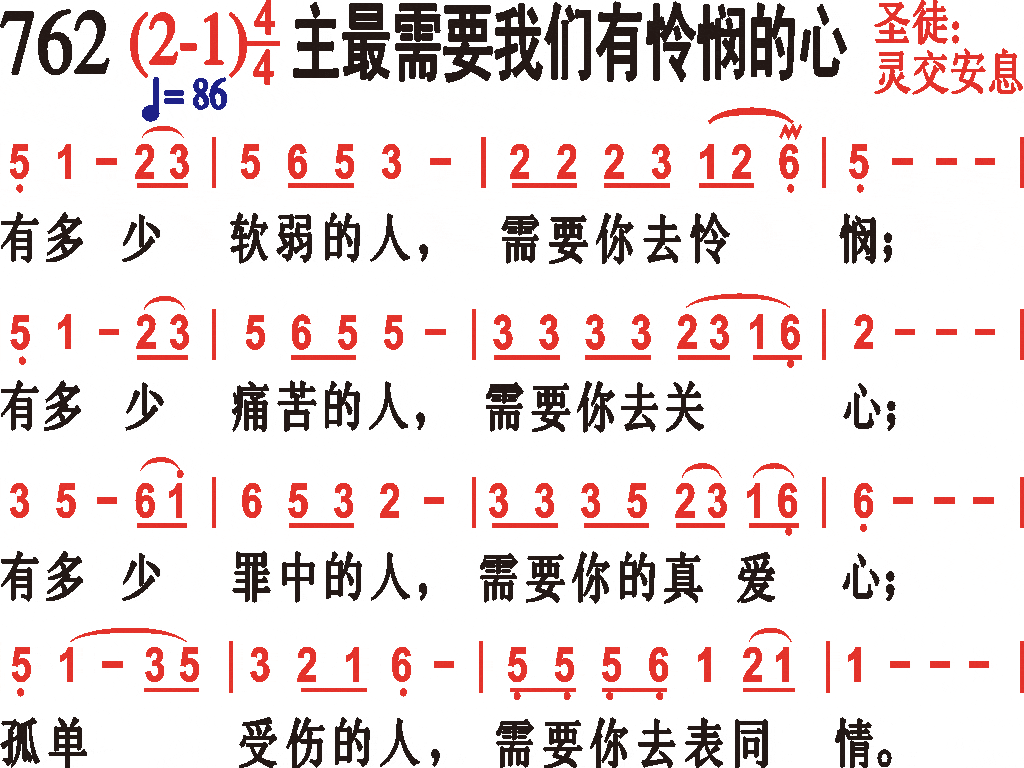 762 (2-1) 4/4 主最需要我们有怜悯的心 圣徒:
♩= 86 灵交安息
5̣ 1 - 2 3 | 5 6 5 3 - | 2 2 2 3 1 2 6̣ | 5̣ - - - |
有多 少 软弱的人， 需要你去怜 悯；
5̣ 1 - 2 3 | 5 6 5 5 - | 3 3 3 3 2 3 1 6̣ | 2 - - - |
有多 少 痛苦的人， 需要你去关 心；
3 5 - 6 1̇ | 6 5 3 2 - | 3 3 3 5 2 3 1 6̣ | 6̣ - - - |
有多 少 罪中的人， 需要你的真 爱 心；
5̣ 1 - 3 5 | 3 2 1 6̣ - | 5̣ 5̣ 5̣ 6̣ 1 2 1 | 1 - - - |
孤单 受伤的人， 需要你去表同 情。